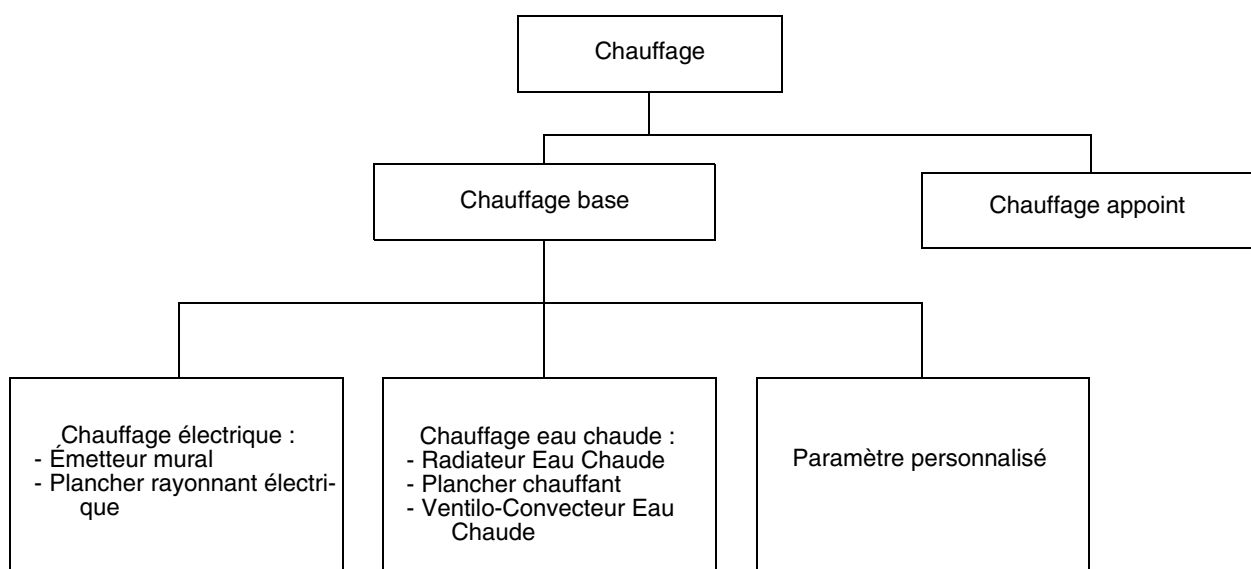 Chauffage
Chauffage base
Chauffage appoint
Chauffage électrique :
- Émetteur mural
- Plancher rayonnant électri-
que
Chauffage eau chaude :
- Radiateur Eau Chaude
- Plancher chauffant
- Ventilo-Convecteur Eau
Chaude
Paramètre personnalisé